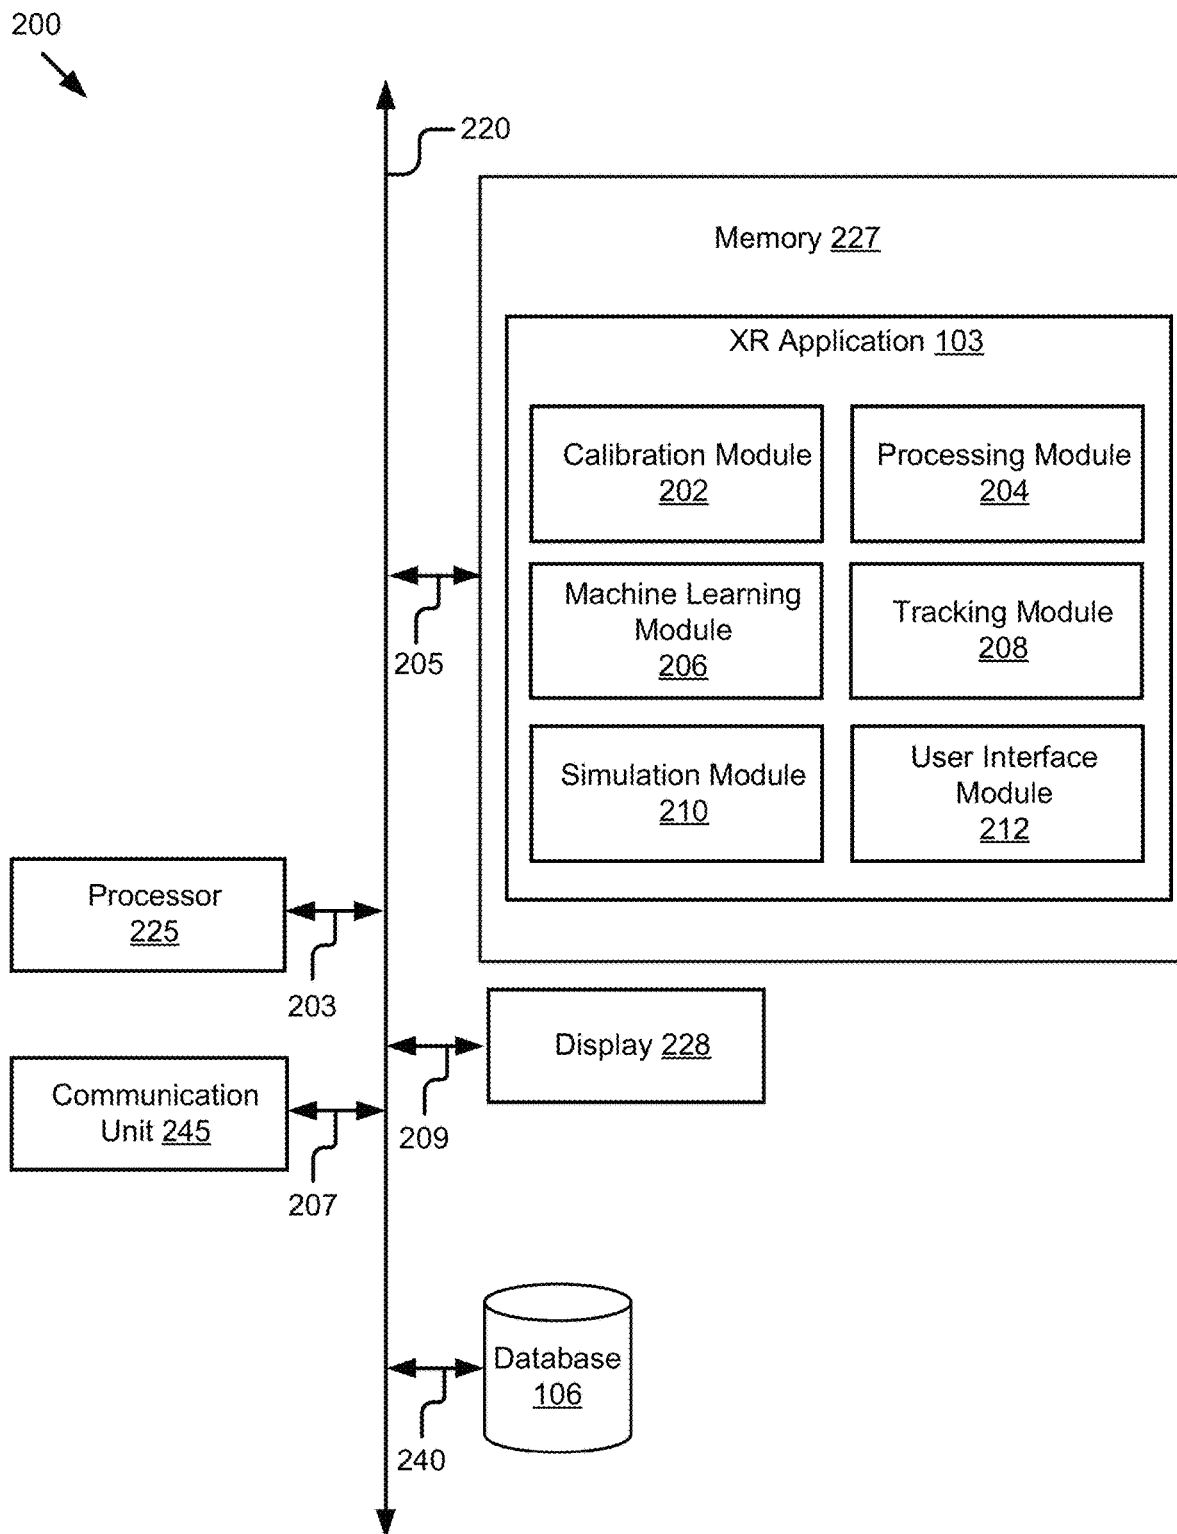 200
220
Memory 227
XR Application 103
Calibration Module
202
Processing Module
204
Machine Learning
Module
206
Tracking Module
208
205
Simulation Module
210
User Interface
Module
212
Processor
225
203
Display 228
Communication
Unit 245
209
207
Database
106
240